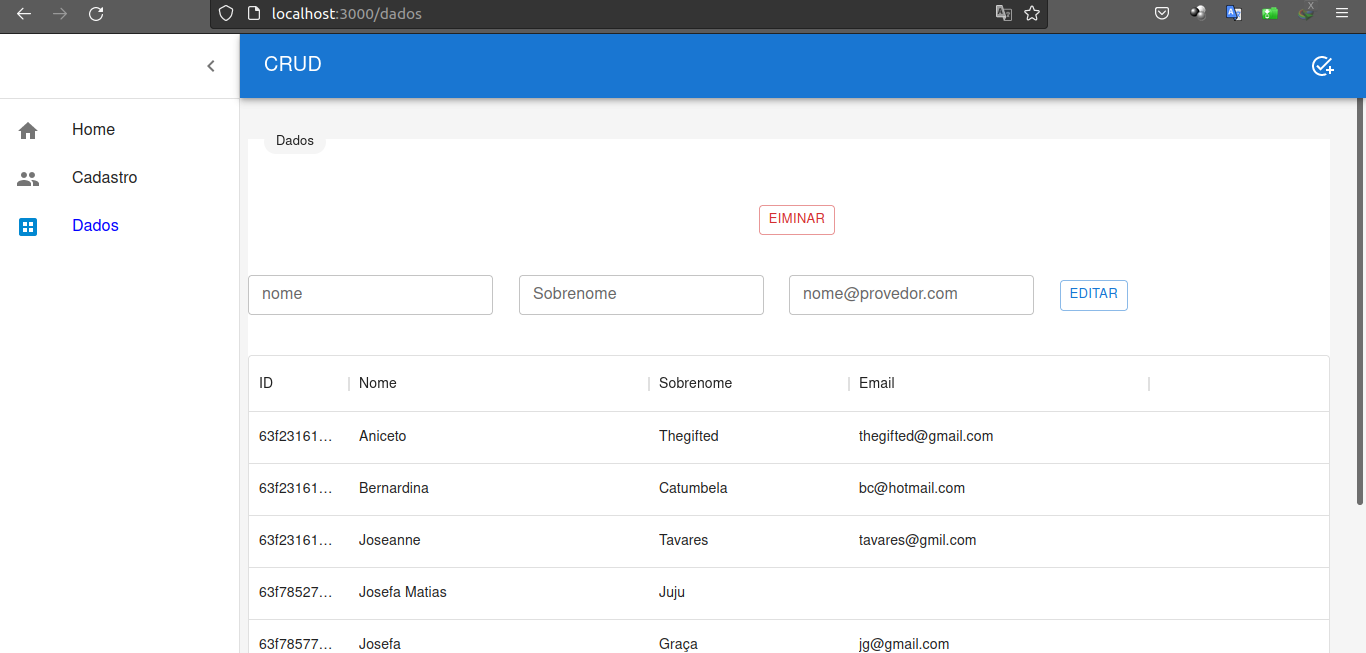 localhost:3000/dados
CRUD
Home
Cadastro
Dados
Dados
EIMINAR
nome Sobrenome nome@provedor.com EDITAR
ID Nome Sobrenome Email
63f23161… Aniceto Thegifted thegifted@gmail.com
63f23161… Bernardina Catumbela bc@hotmail.com
63f23161… Joseanne Tavares tavares@gmil.com
63f78527… Josefa Matias Juju
63f78577… Josefa Graça jg@gmail.com